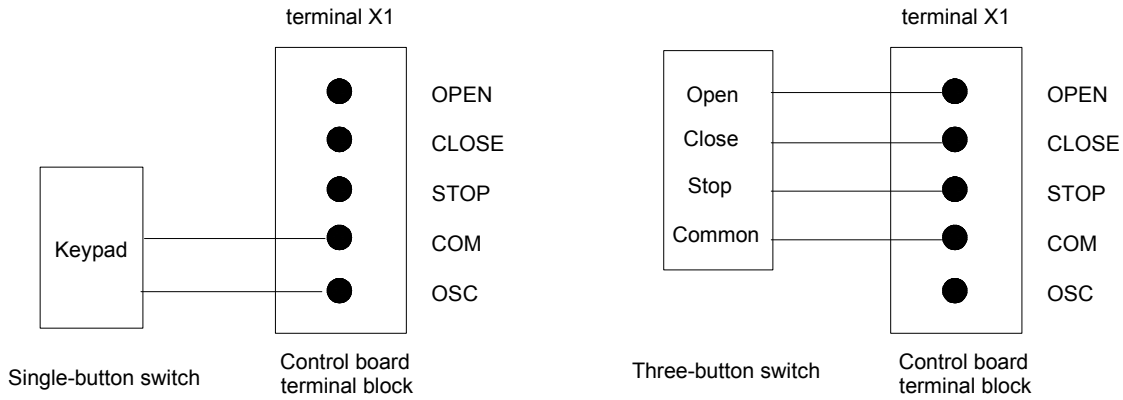 terminal X1
OPEN
CLOSE
STOP
COM
OSC
Keypad
Single-button switch
Control board
terminal block
terminal X1
Open
Close
Stop
Common
OPEN
CLOSE
STOP
COM
OSC
Three-button switch
Control board
terminal block